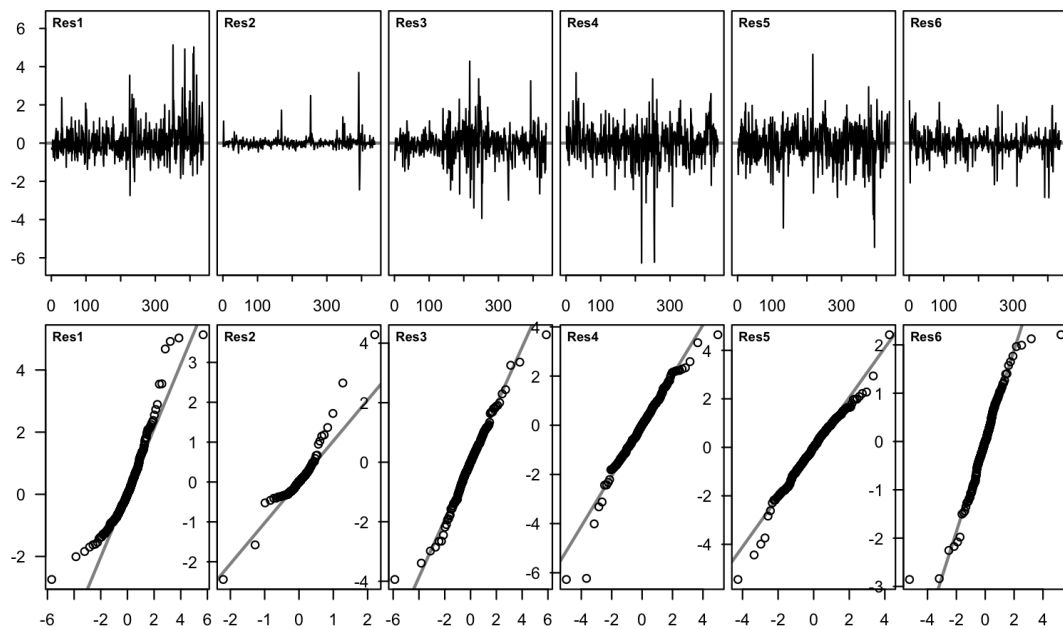 Res1 Res2 Res3 Res4 Res5 Res6
6
4
2
0
-2
-4
-6
0 100 300 0 100 300 0 100 300 0 100 300 0 100 300 0 100 300
Res1 Res2 Res3 Res4 Res5 Res6
4 2 0 -2
3 2 1 0 -1 -2
4 2 0 -2 -4
4 2 0 -2 -4 -6
4 2 0 -2 -4
2 1 0 -1 -2 -3
-6 -4 -2 0 2 4 6 -2 -1 0 1 2 -6 -4 -2 0 2 4 6 -4 -2 0 2 4 -4 -2 0 2 4 -4 -2 0 2 4